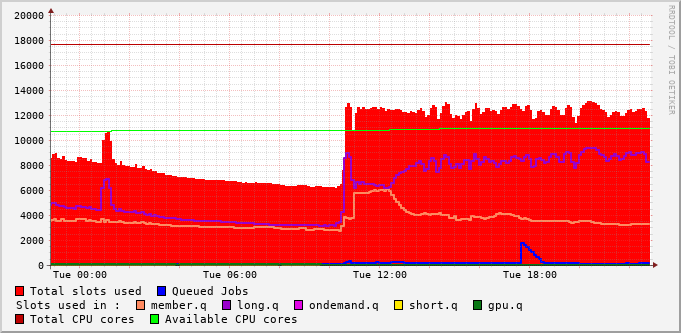 RRDTOOL / TOBI OETIKER
20000
18000
16000
14000
12000
10000
8000
6000
4000
2000
0
Tue 00:00 Tue 06:00 Tue 12:00 Tue 18:00
Total slots used Queued Jobs
Slots used in : member.q long.q ondemand.q short.q gpu.q
Total CPU cores Available CPU cores